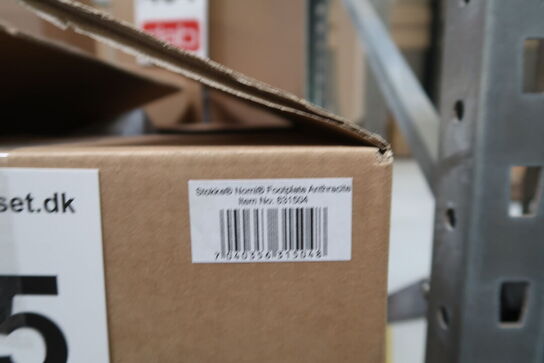 Stokke® Nomi® Footplate Anthracite
Item No: 631504
7 040356 315048
set.dk
5